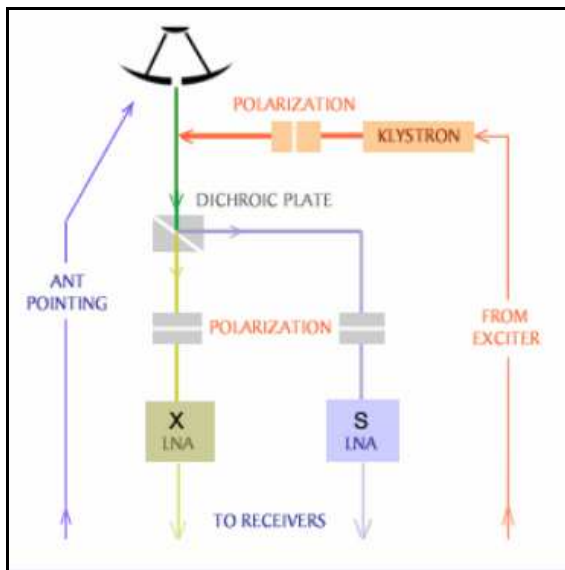 POLARIZATION
KLYSTRON
DICHROIC PLATE
ANT
POINTING
POLARIZATION
FROM
EXCITER
X
LNA
S
LNA
TO RECEIVERS